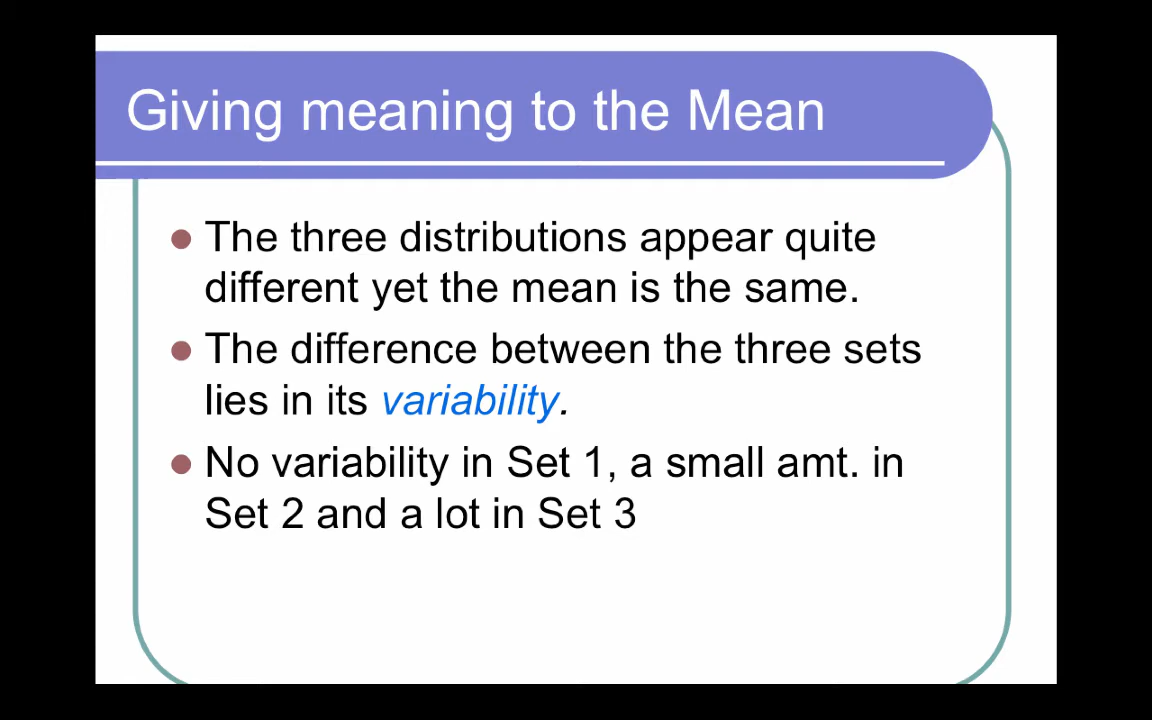 Giving meaning to the Mean
The three distributions appear quite
different yet the mean is the same.
The difference between the three sets
lies in its variability.
No variability in Set 1, a small amt. in
Set 2 and a lot in Set 3